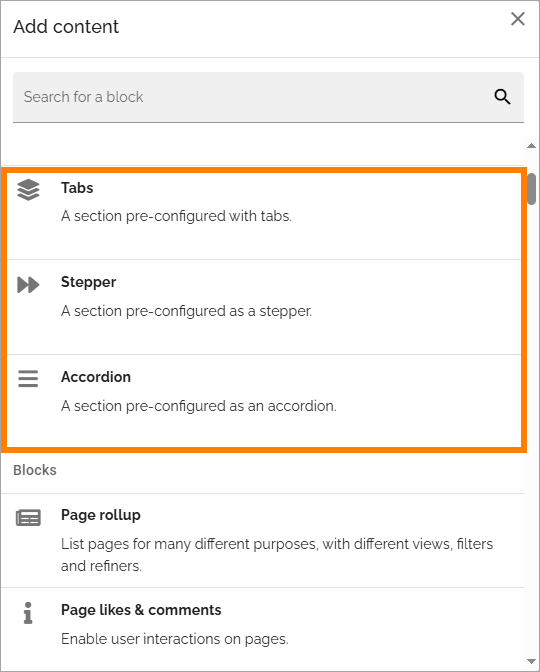 Add content
Search for a block
Tabs
A section pre-configured with tabs.
Stepper
A section pre-configured as a stepper.
Accordion
A section pre-configured as an accordion.
Blocks
Page rollup
List pages for many different purposes, with different views, filters
and refiners.
Page likes & comments
Enable user interactions on pages.